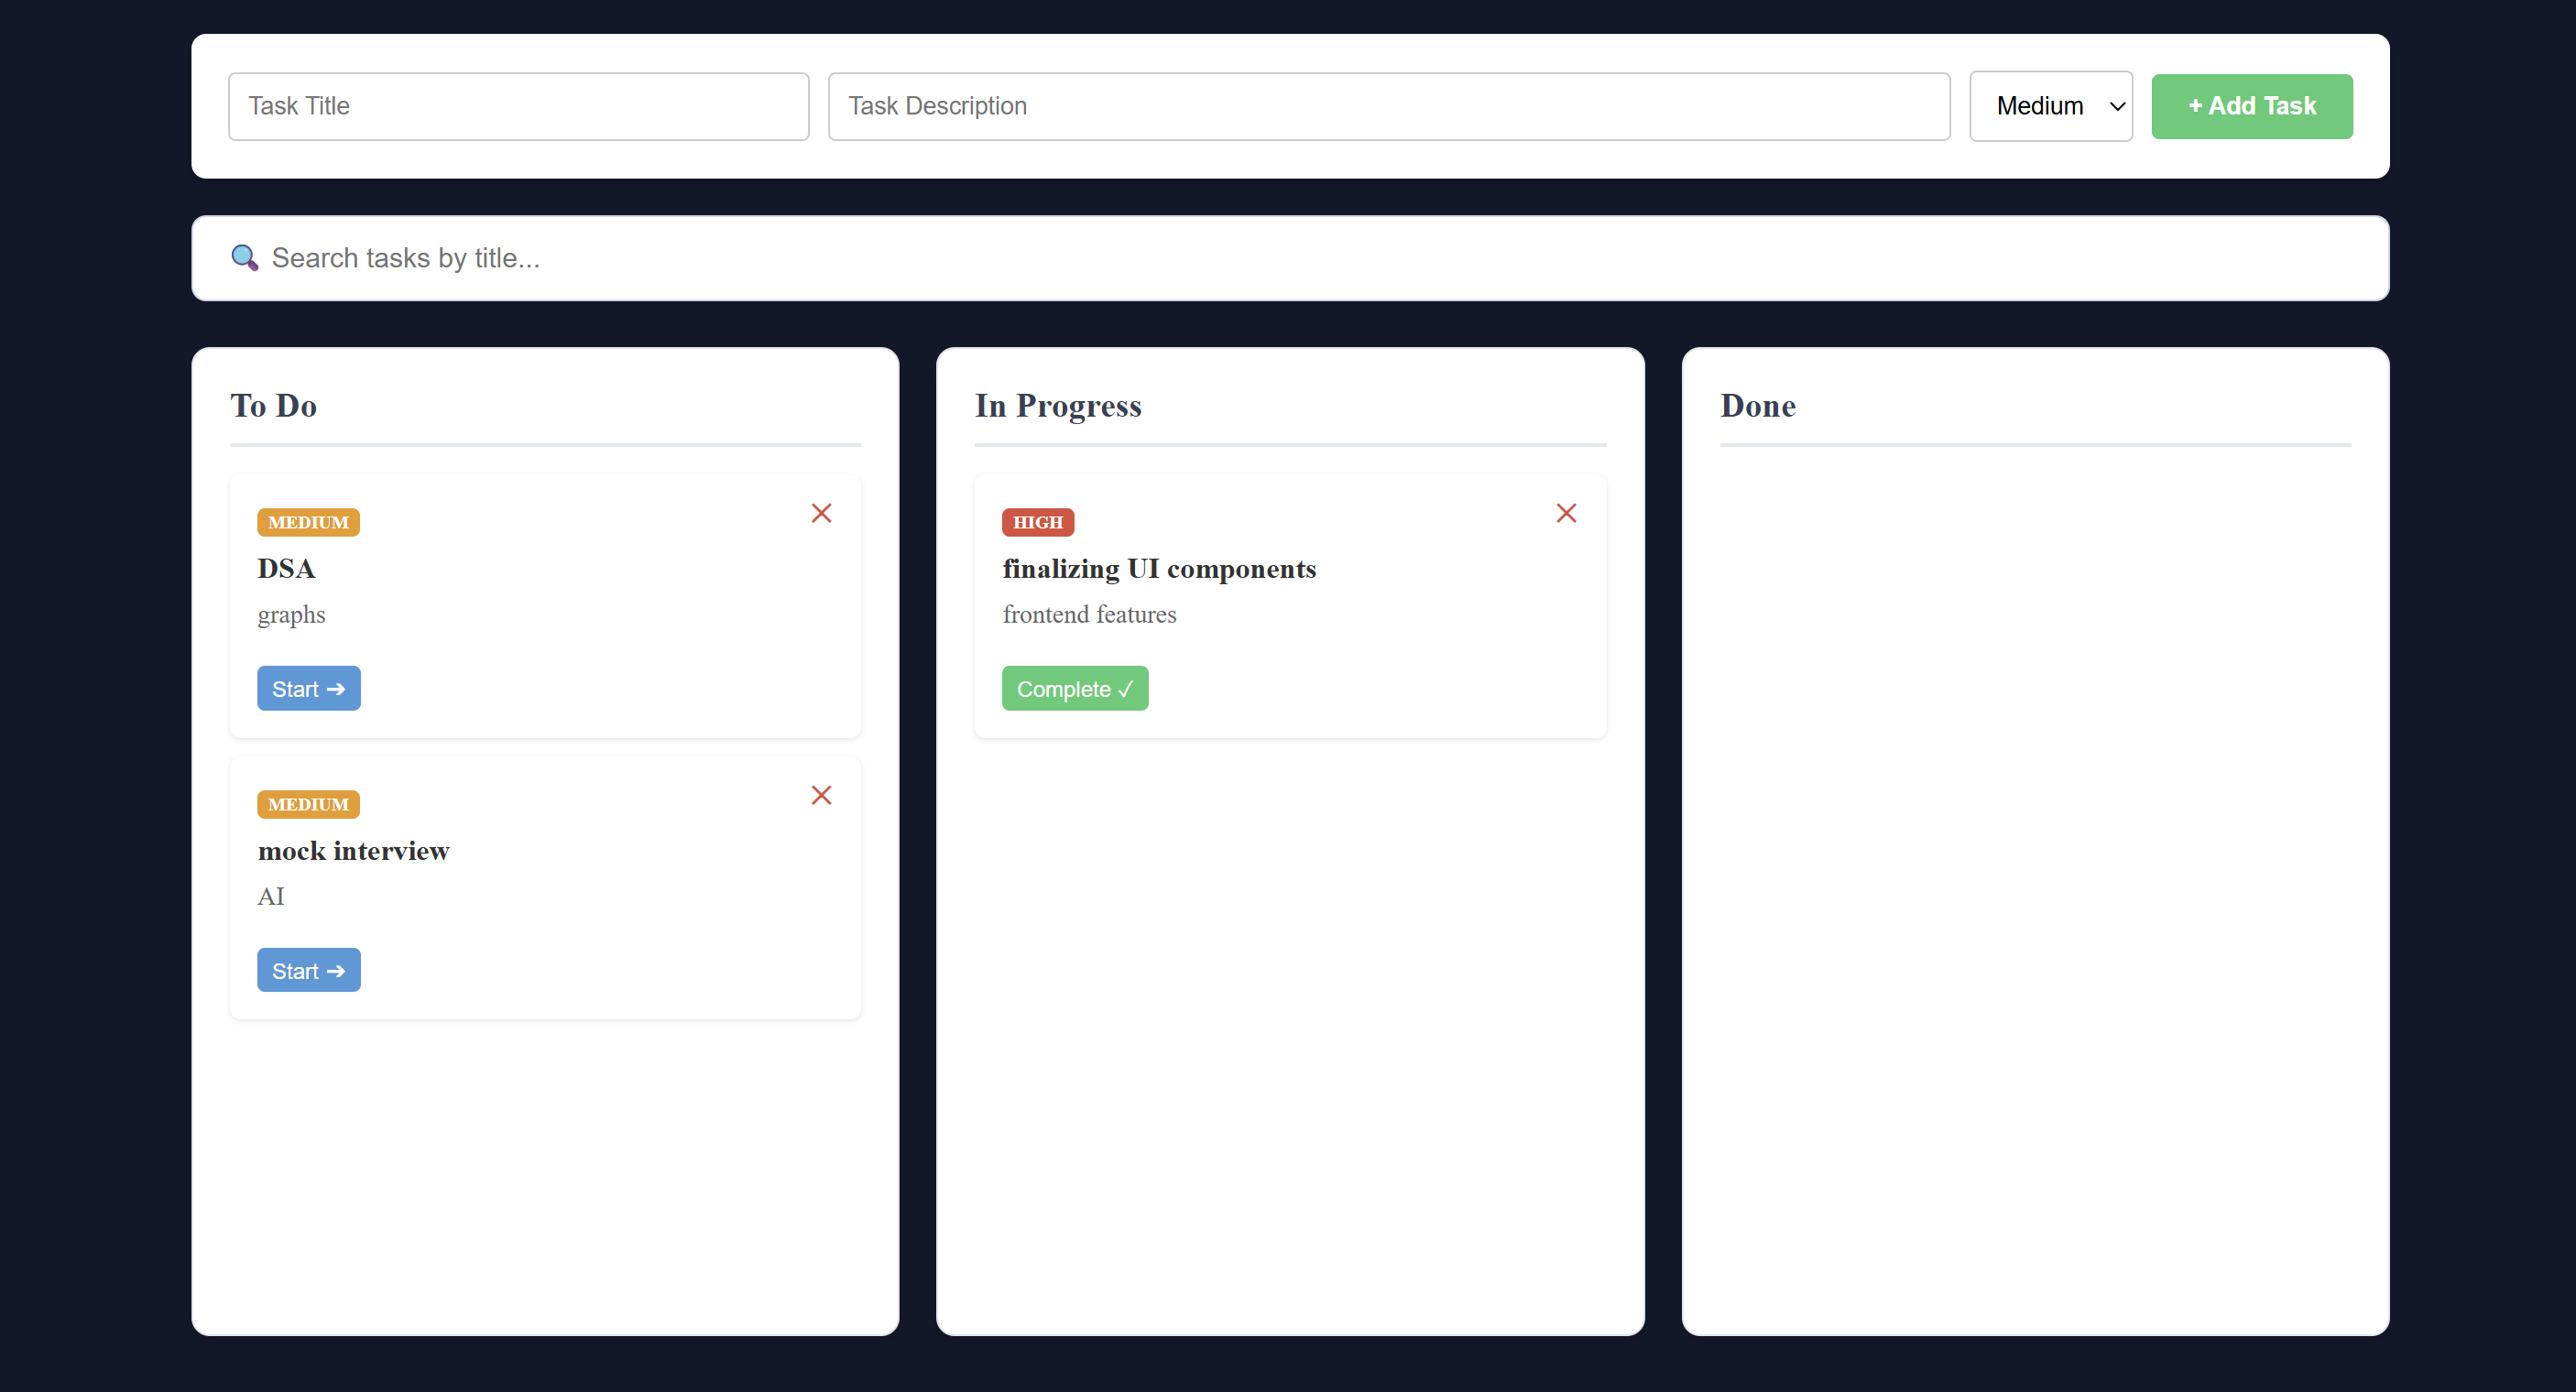 Task Title
Task Description
Medium
+ Add Task
🔍 Search tasks by title...
To Do
MEDIUM
DSA
graphs
Start ➔
MEDIUM
mock interview
AI
Start ➔
In Progress
HIGH
finalizing UI components
frontend features
Complete ✓
Done